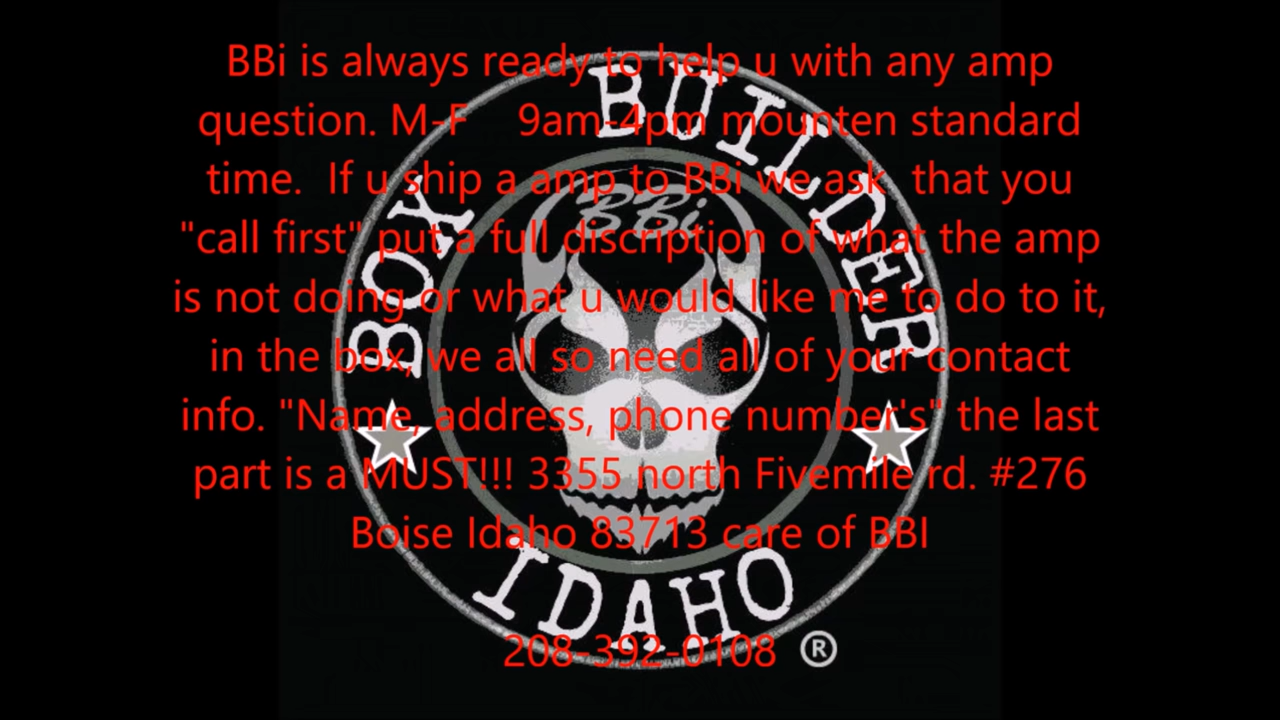 BBi is always ready to help u with any amp
question. M-F 9am-4pm mounten standard
time. If u ship a amp to BBi we ask, that you
"call first" put a full discription of what the amp
is not doing or what u would like me to do to it,
in the box, we all so need all of your contact
info. "Name, address, phone number's" the last
part is a MUST!!! 3355 north Fivemile rd. #276
Boise Idaho 83713 care of BBI
208-392-0108 ®
BOX BUILDER
BBi
IDAHO